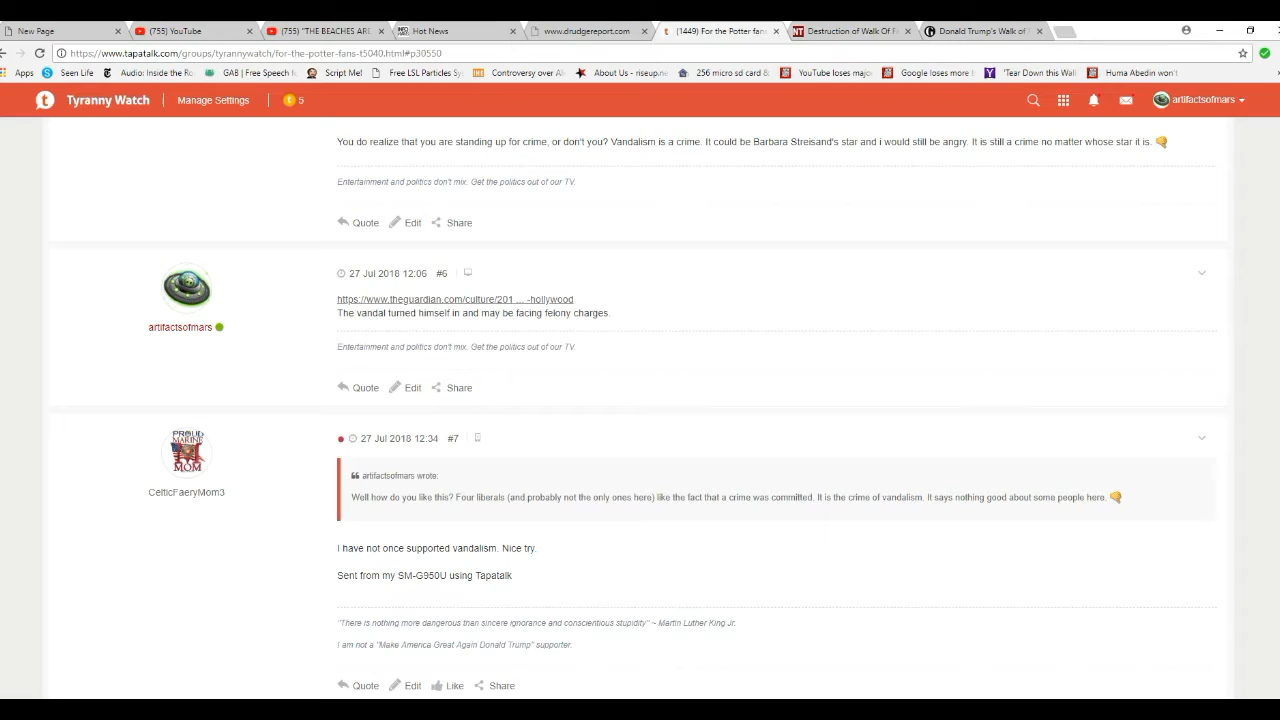 New Page
(755) YouTube
(755) "THE BEACHES ARE
Hot News
www.drudgereport.com
(1449) For the Potter fans
Destruction of Walk Of F
Donald Trump's Walk of
https://www.tapatalk.com/groups/tyrannywatch/for-the-potter-fans-t5040.html#p30550
Apps
Seen Life
Audio: Inside the Ro
GAB | Free Speech f
Script Me!
Free LSL Particles Sy
Controversy over Al
About Us - riseup.ne
256 micro sd card &
YouTube loses major
Google loses more
'Tear Down this Wall
Huma Abedin won't
Tyranny Watch
Manage Settings
5
artifactsofmars
You do realize that you are standing up for crime, or don't you? Vandalism is a crime. It could be Barbara Streisand's star and i would still be angry. It is still a crime no matter whose star it is.
Entertainment and politics don't mix. Get the politics out of our TV.
Quote Edit Share
27 Jul 2018 12:06 #6
https://www.theguardian.com/culture/201 ... -hollywood
The vandal turned himself in and may be facing felony charges.
artifactsofmars
Entertainment and politics don't mix. Get the politics out of our TV.
Quote Edit Share
27 Jul 2018 12:34 #7
PROUD
MARINE
MOM
CelticFaeryMom3
artifactsofmars wrote:
Well how do you like this? Four liberals (and probably not the only ones here) like the fact that a crime was committed. It is the crime of vandalism. It says nothing good about some people here.
I have not once supported vandalism. Nice try.
Sent from my SM-G950U using Tapatalk
"There is nothing more dangerous than sincere ignorance and conscientious stupidity" ~ Martin Luther King Jr.
I am not a "Make America Great Again Donald Trump" supporter.
Quote Edit Like Share